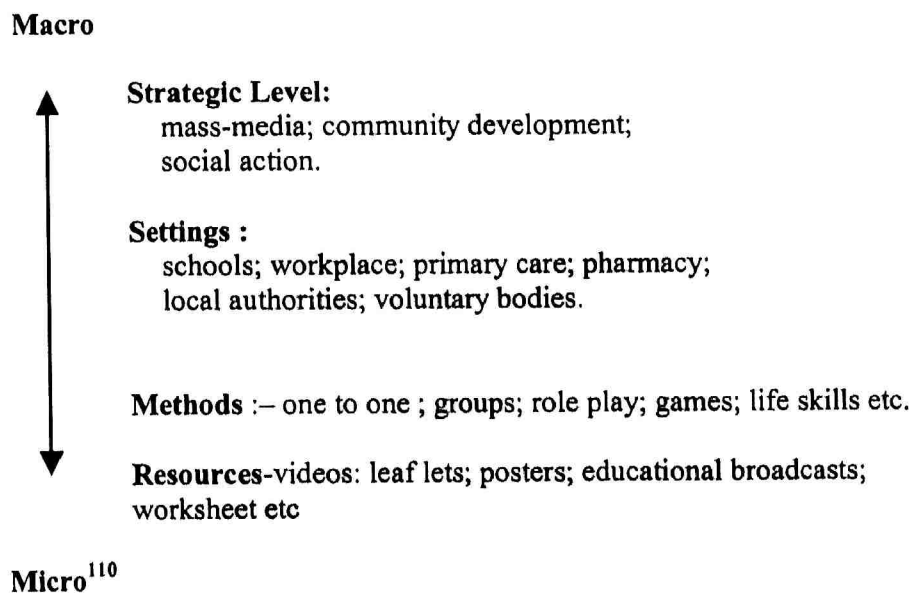 Macro
Strategic Level:
mass-media; community development;
social action.
Settings :
schools; workplace; primary care; pharmacy;
local authorities; voluntary bodies.
Methods :– one to one ; groups; role play; games; life skills etc.
Resources-videos: leaf lets; posters; educational broadcasts;
worksheet etc
Micro¹¹⁰